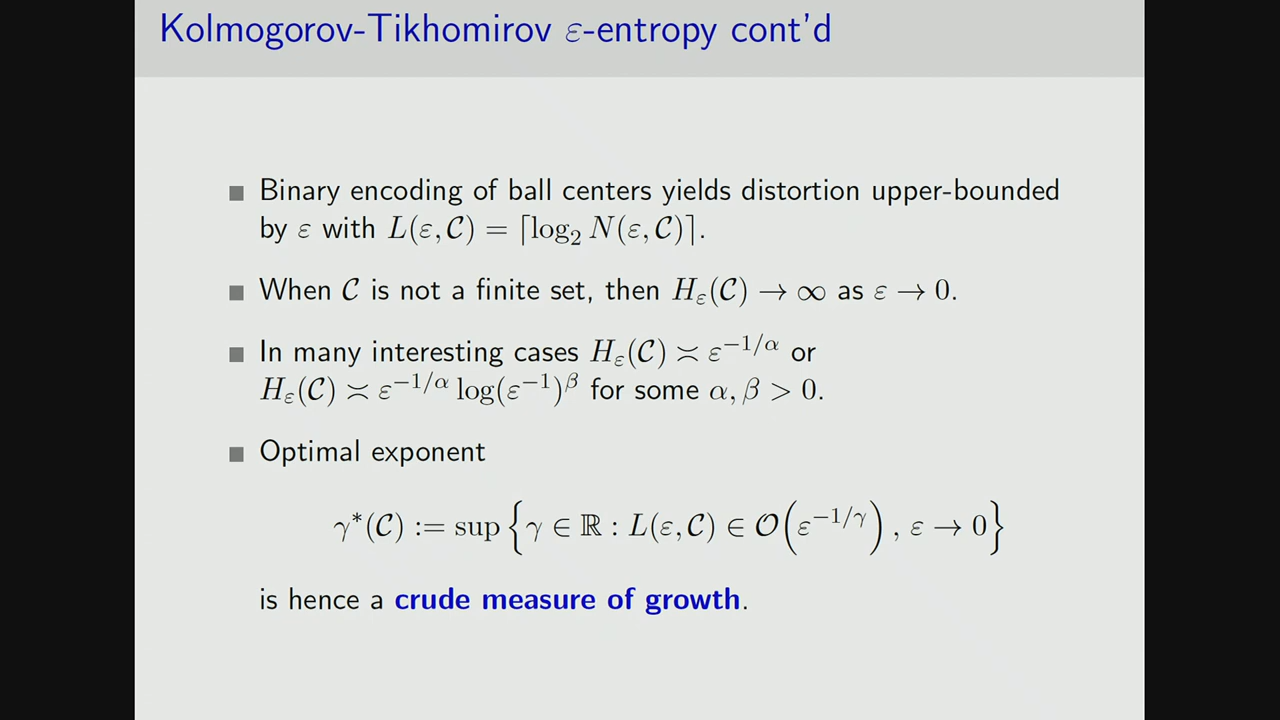 Kolmogorov-Tikhomirov ε-entropy cont'd
■ Binary encoding of ball centers yields distortion upper-bounded
by ε with L(ε, 𝒞) = ⌈log₂ N(ε, 𝒞)⌉.
■ When 𝒞 is not a finite set, then H_ε(𝒞) → ∞ as ε → 0.
■ In many interesting cases H_ε(𝒞) ≍ ε^{−1/α} or
H_ε(𝒞) ≍ ε^{−1/α} log(ε^{−1})^β for some α, β > 0.
■ Optimal exponent
γ*(𝒞) := sup { γ ∈ ℝ : L(ε, 𝒞) ∈ 𝒪(ε^{−1/γ}) , ε → 0 }
is hence a crude measure of growth.